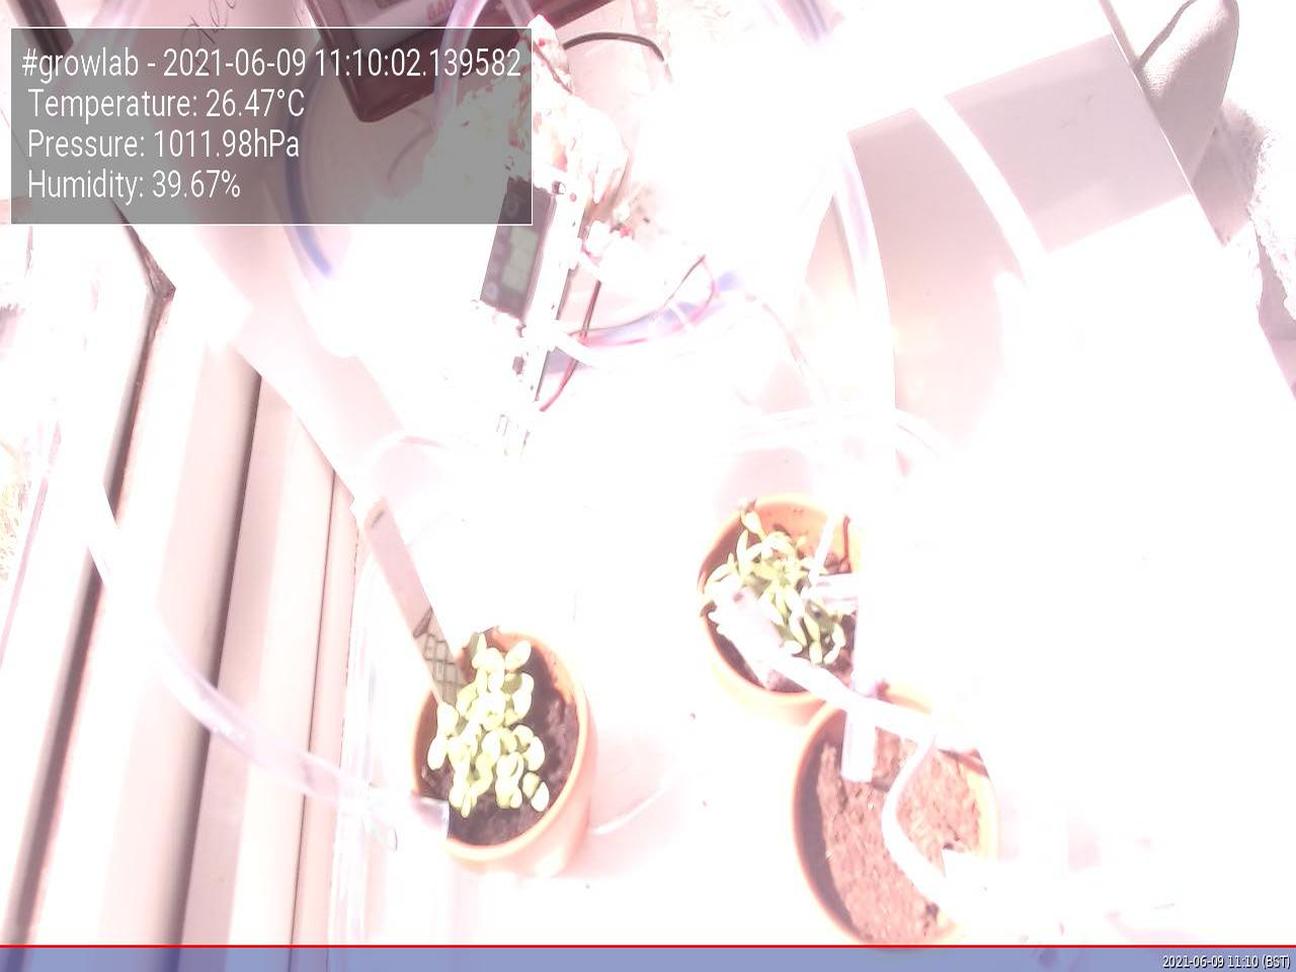 #growlab - 2021-06-09 11:10:02.139582
Temperature: 26.47°C
Pressure: 1011.98hPa
Humidity: 39.67%
2021-06-09 11:10 (BST)